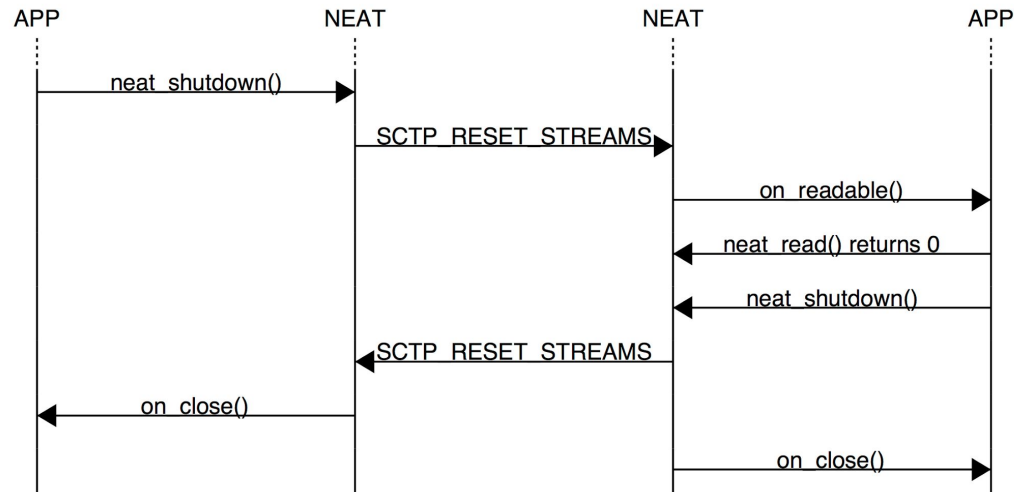 APP NEAT NEAT APP
neat_shutdown()
SCTP_RESET_STREAMS
on_readable()
neat_read() returns 0
neat_shutdown()
SCTP_RESET_STREAMS
on_close()
on_close()